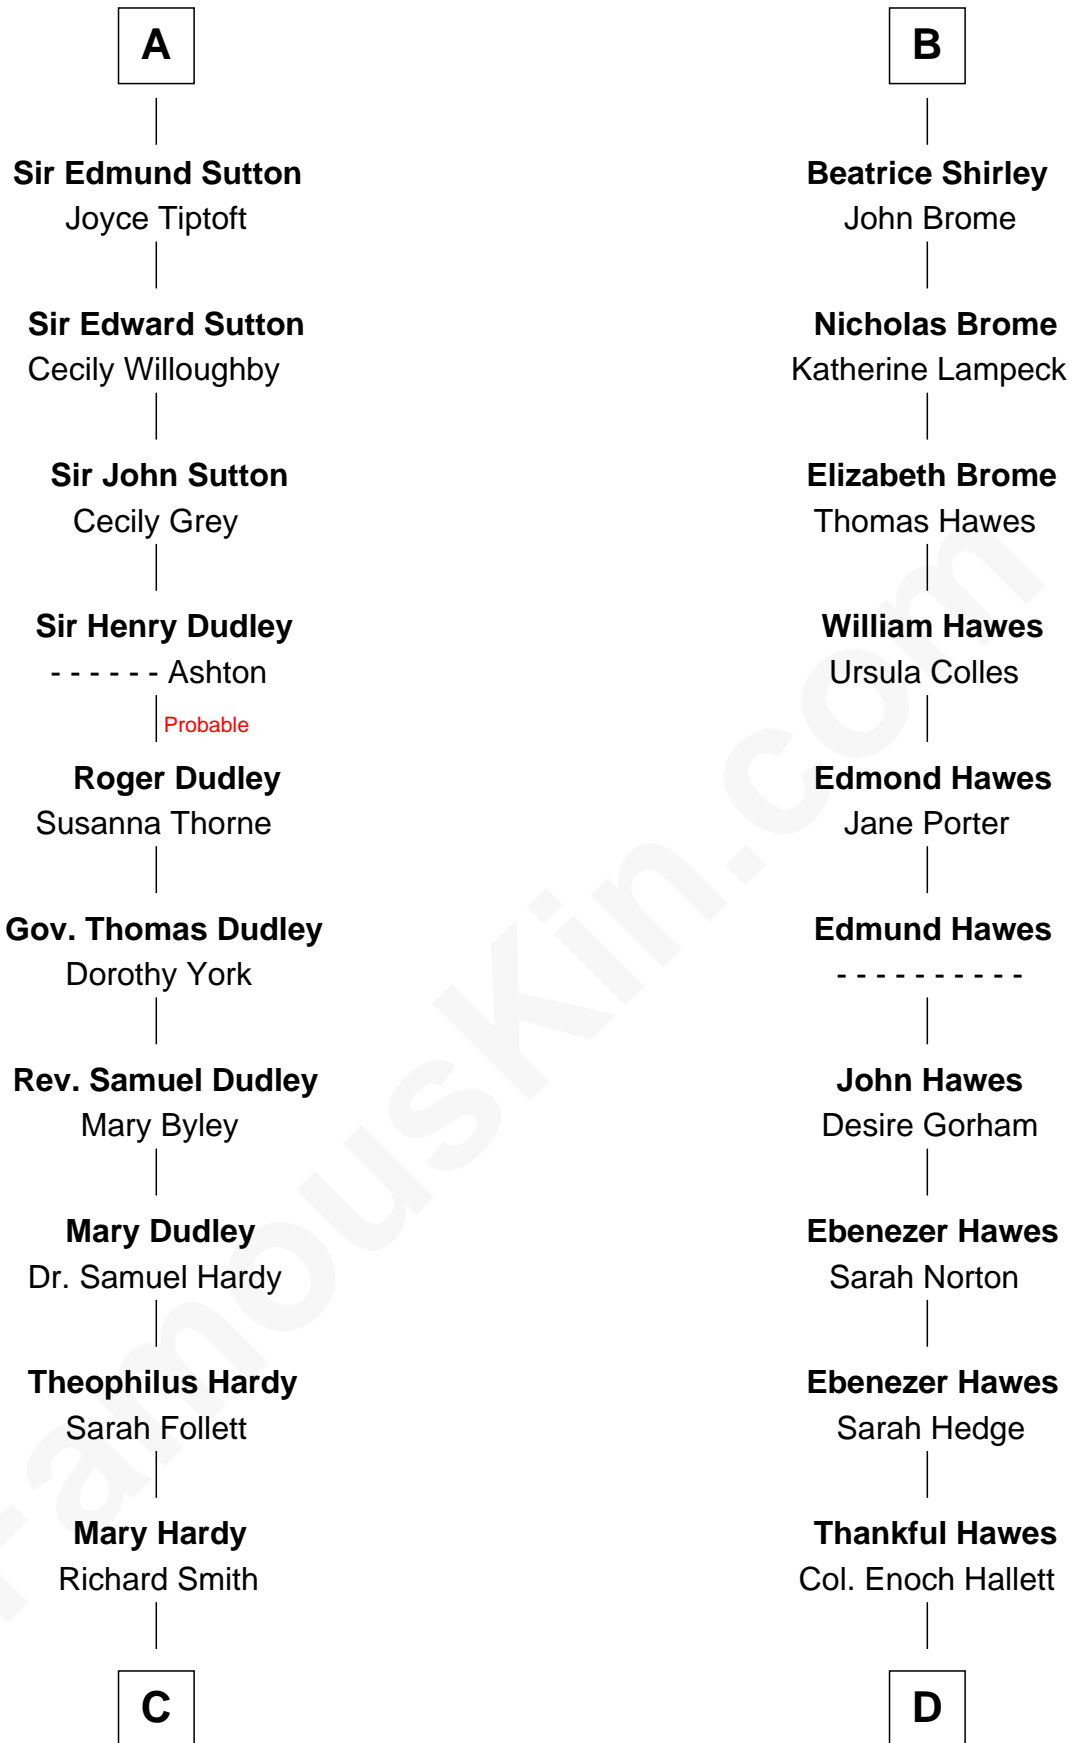 A
Sir Edmund Sutton
Joyce Tiptoft
Sir Edward Sutton
Cecily Willoughby
Sir John Sutton
Cecily Grey
Sir Henry Dudley
- - - - - - Ashton
Probable
Roger Dudley
Susanna Thorne
Gov. Thomas Dudley
Dorothy York
Rev. Samuel Dudley
Mary Byley
Mary Dudley
Dr. Samuel Hardy
Theophilus Hardy
Sarah Follett
Mary Hardy
Richard Smith
C
B
Beatrice Shirley
John Brome
Nicholas Brome
Katherine Lampeck
Elizabeth Brome
Thomas Hawes
William Hawes
Ursula Colles
Edmond Hawes
Jane Porter
Edmund Hawes
- - - - - - - - - -
John Hawes
Desire Gorham
Ebenezer Hawes
Sarah Norton
Ebenezer Hawes
Sarah Hedge
Thankful Hawes
Col. Enoch Hallett
D
FamousKin.com